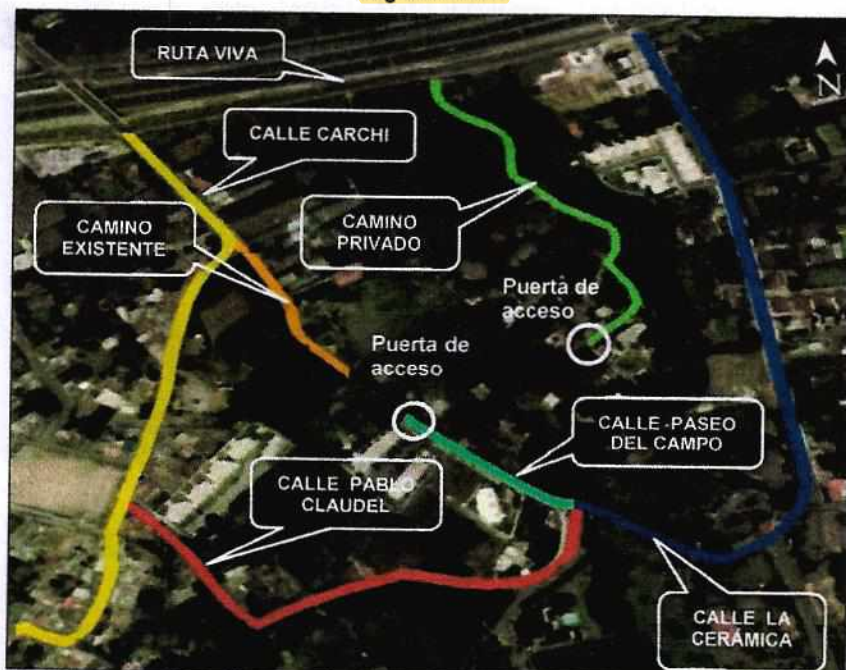 RUTA VIVA
CALLE CARCHI
N
CAMINO
EXISTENTE
CAMINO
PRIVADO
Puerta de
acceso
Puerta de
acceso
CALLE -PASEO
DEL CAMPO
CALLE PABLO
CLAUDEL
CALLE LA
CERÁMICA